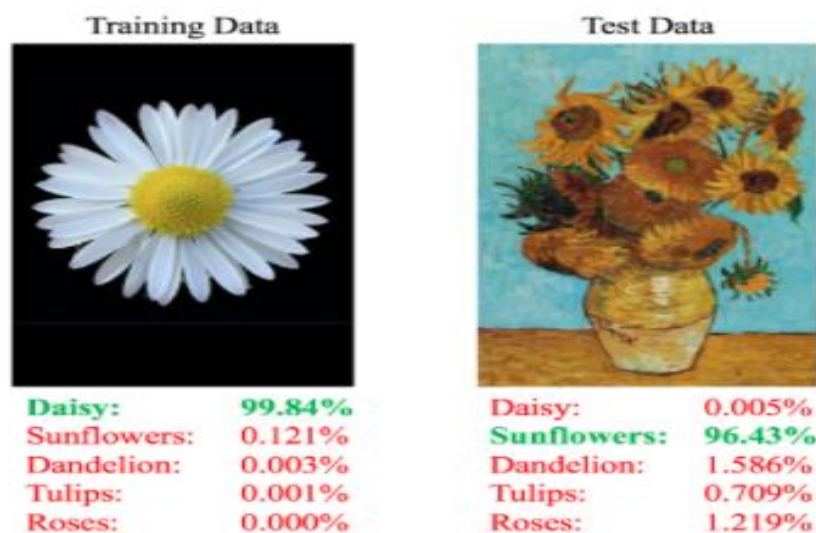 Training Data
Daisy: 99.84%
Sunflowers: 0.121%
Dandelion: 0.003%
Tulips: 0.001%
Roses: 0.000%
Test Data
Daisy: 0.005%
Sunflowers: 96.43%
Dandelion: 1.586%
Tulips: 0.709%
Roses: 1.219%